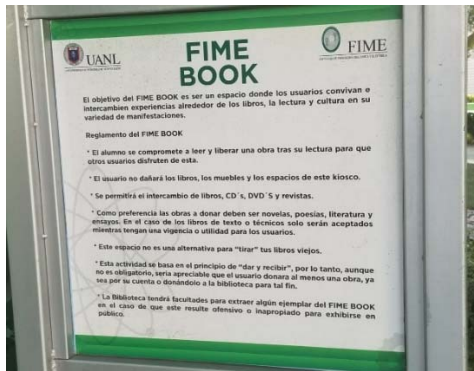 UANL
FIME
BOOK
FIME
El objetivo del FIME BOOK es ser un espacio donde los usuarios convivan e
intercambien experiencias alrededor de los libros, la lectura y cultura en su
variedad de manifestaciones.
Reglamento del FIME BOOK
* El alumno se compromete a leer y liberar una obra tras su lectura para que
otros usuarios disfruten de esta.
* El usuario no dañará los libros, los muebles y los espacios de este kiosco.
* Se permitirá el intercambio de libros, CD´s, DVD´S y revistas.
* Como preferencia las obras a donar deben ser novelas, poesías, literatura y
ensayos. En el caso de los libros de texto o técnicos solo serán aceptados
mientras tengan una vigencia o utilidad para los usuarios.
* Este espacio no es una alternativa para “tirar” tus libros viejos.
* Esta actividad se basa en el principio de “dar y recibir”, por lo tanto, aunque
no es obligatorio, sería apreciable que el usuario donara al menos una obra, ya
sea por su cuenta o donándolo a la biblioteca para tal fin.
* La Biblioteca tendrá facultades para extraer algún ejemplar del FIME BOOK
en el caso de que este resulte ofensivo o inapropiado para exhibirse en
público.